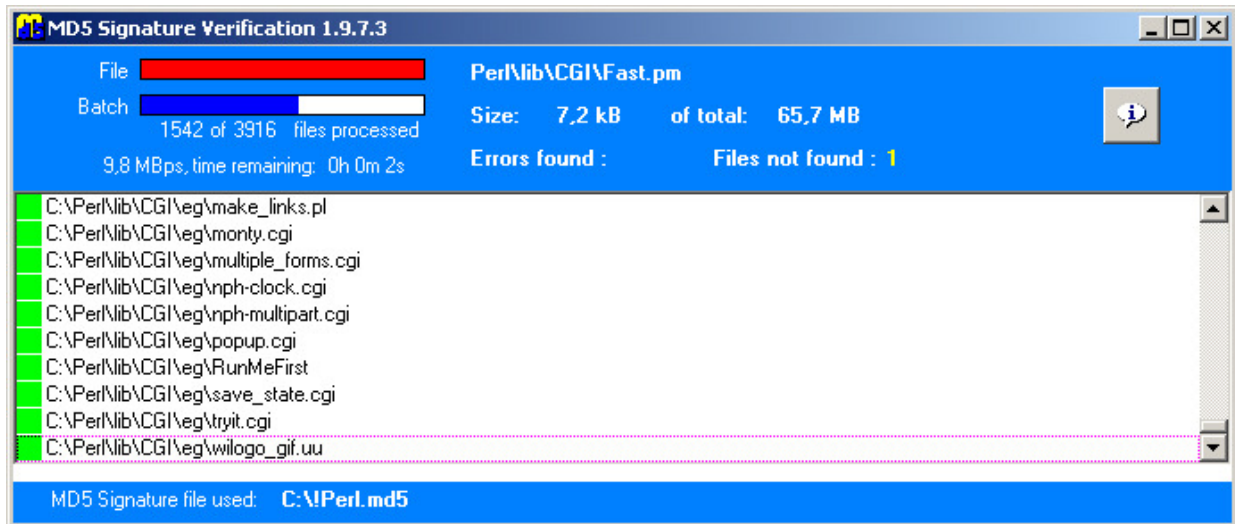 MD5 Signature Verification 1.9.7.3
File
Perl\lib\CGI\Fast.pm
Batch
Size: 7,2 kB of total: 65,7 MB
1542 of 3916 files processed
9,8 MBps, time remaining: 0h 0m 2s
Errors found : Files not found : 1
C:\Perl\lib\CGI\eg\make_links.pl
C:\Perl\lib\CGI\eg\monty.cgi
C:\Perl\lib\CGI\eg\multiple_forms.cgi
C:\Perl\lib\CGI\eg\nph-clock.cgi
C:\Perl\lib\CGI\eg\nph-multipart.cgi
C:\Perl\lib\CGI\eg\popup.cgi
C:\Perl\lib\CGI\eg\RunMeFirst
C:\Perl\lib\CGI\eg\save_state.cgi
C:\Perl\lib\CGI\eg\tryit.cgi
C:\Perl\lib\CGI\eg\wilogo_gif.uu
MD5 Signature file used: C:\!Perl.md5